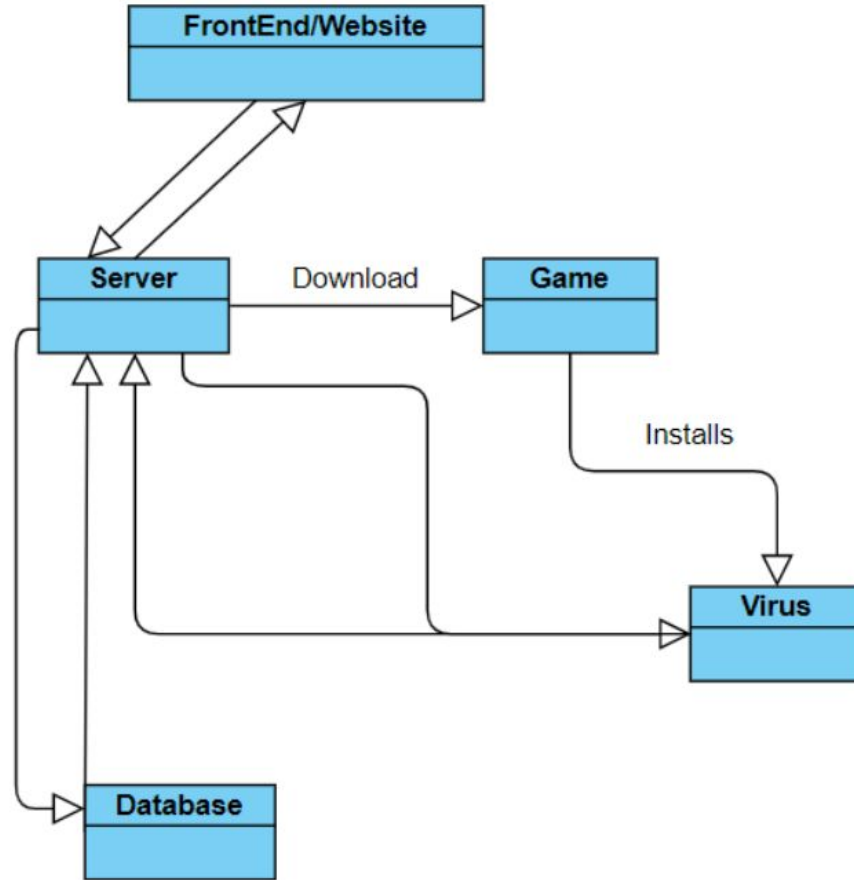 FrontEnd/Website
Server
Download
Game
Installs
Virus
Database